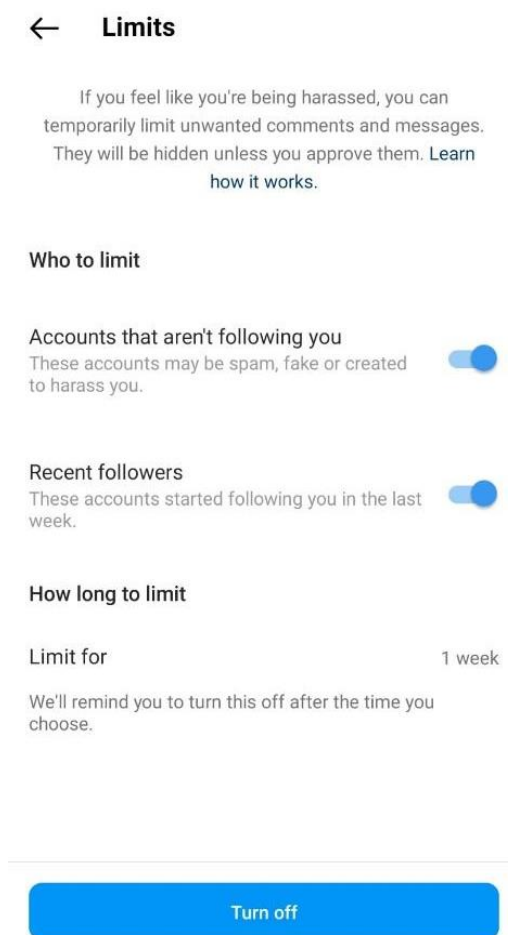 Limits
If you feel like you're being harassed, you can
temporarily limit unwanted comments and messages.
They will be hidden unless you approve them. Learn
how it works.
Who to limit
Accounts that aren't following you
These accounts may be spam, fake or created
to harass you.
Recent followers
These accounts started following you in the last
week.
How long to limit
Limit for 1 week
We'll remind you to turn this off after the time you
choose.
Turn off